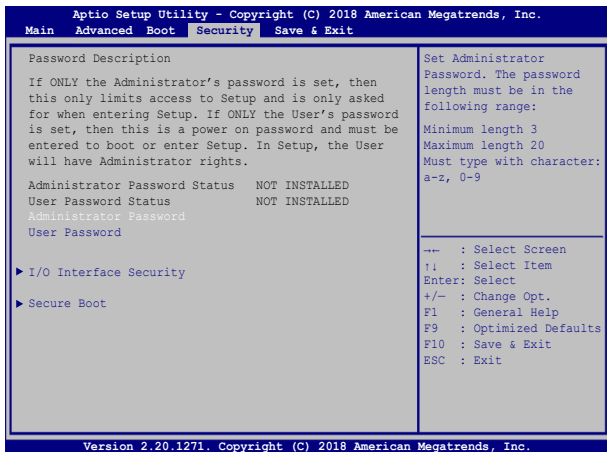 Aptio Setup Utility - Copyright (C) 2018 American Megatrends, Inc.
Main Advanced Boot Security Save & Exit
Password Description
If ONLY the Administrator's password is set, then
this only limits access to Setup and is only asked
for when entering Setup. If ONLY the User's password
is set, then this is a power on password and must be
entered to boot or enter Setup. In Setup, the User
will have Administrator rights.
Administrator Password Status NOT INSTALLED
User Password Status NOT INSTALLED
Administrator Password
User Password
I/O Interface Security
Secure Boot
Set Administrator
Password. The password
length must be in the
following range:
Minimum length 3
Maximum length 20
Must type with character:
a-z, 0-9
→← : Select Screen
↑↓ : Select Item
Enter: Select
+/— : Change Opt.
F1 : General Help
F9 : Optimized Defaults
F10 : Save & Exit
ESC : Exit
Version 2.20.1271. Copyright (C) 2018 American Megatrends, Inc.